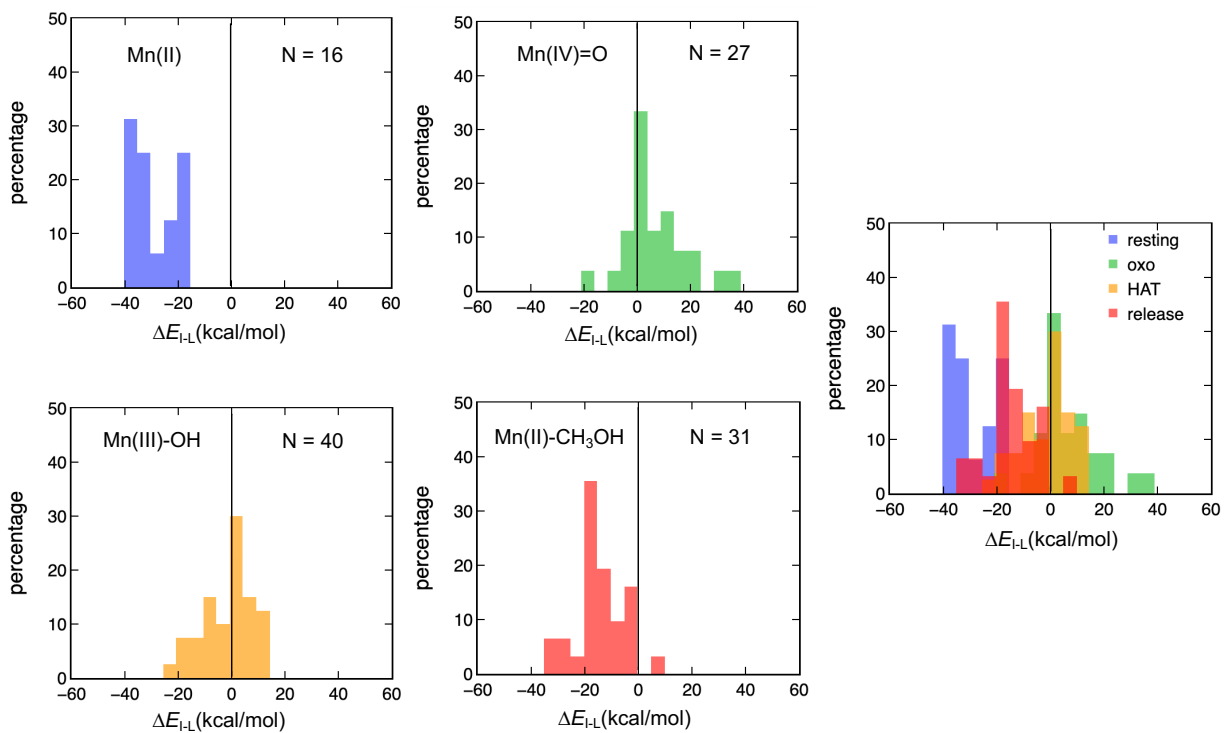 Mn(II) N = 16
50
40
30
20
10
0
percentage
−60 −40 −20 0 20 40 60
ΔE_I-L(kcal/mol)
Mn(IV)=O N = 27
50
40
30
20
10
0
percentage
−60 −40 −20 0 20 40 60
ΔE_I-L(kcal/mol)
Mn(III)-OH N = 40
50
40
30
20
10
0
percentage
−60 −40 −20 0 20 40 60
ΔE_I-L(kcal/mol)
Mn(II)-CH₃OH N = 31
50
40
30
20
10
0
percentage
−60 −40 −20 0 20 40 60
ΔE_I-L(kcal/mol)
resting
oxo
HAT
release
50
40
30
20
10
0
percentage
−60 −40 −20 0 20 40 60
ΔE_I-L(kcal/mol)